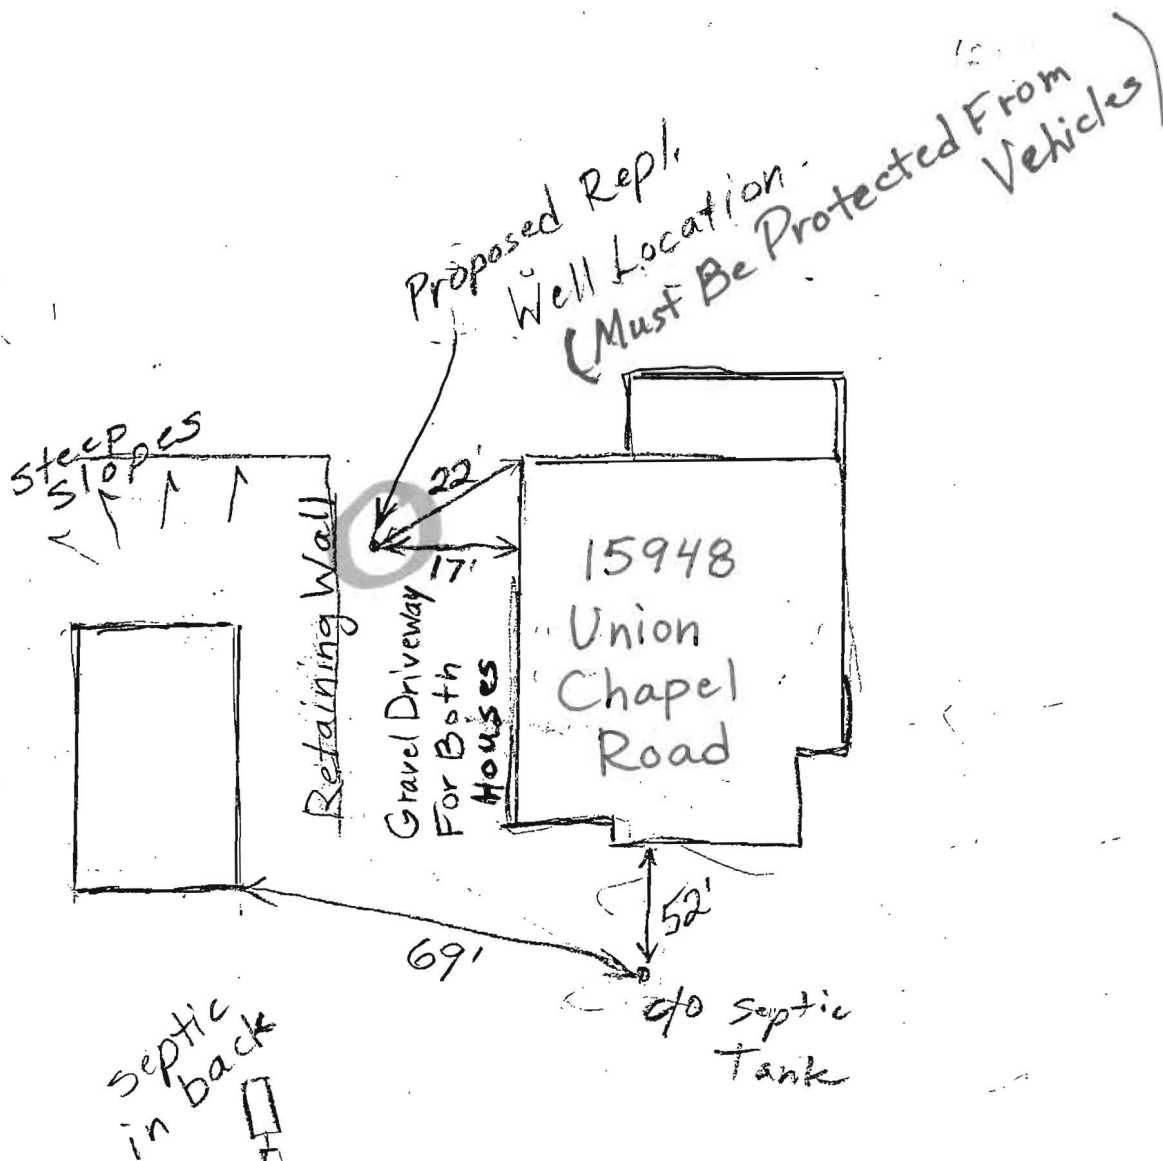 Proposed Repl.
Well Location.
(Must Be Protected From
Vehicles)
steep
slopes
22'
17'
Retaining Wall
Gravel Driveway
For Both
Houses
15948
Union
Chapel
Road
52'
69'
c/o septic
Tank
septic
in back